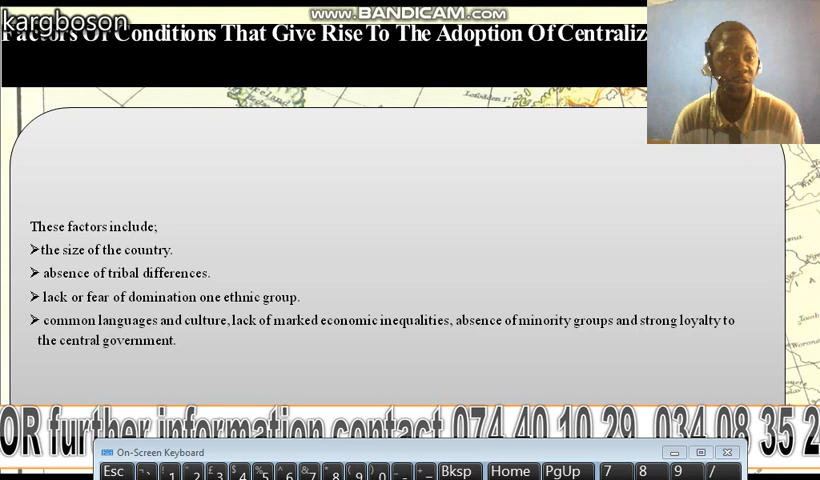 www.BANDICAM.com
kargboson
Factors Of Conditions That Give Rise To The Adoption Of Centraliz
These factors include;
➢the size of the country.
➢ absence of tribal differences.
➢ lack or fear of domination one ethnic group.
➢ common languages and culture, lack of marked economic inequalities, absence of minority groups and strong loyalty to
the central government.
OR further information contact 074 40 10 29 034 08 35 2
On-Screen Keyboard
Esc ! 1 " 2 £ 3 $ 4 % 5 ^ 6 & 7 * 8 ( 9 ) 0 - + = Bksp Home PgUp 7 8 9 /